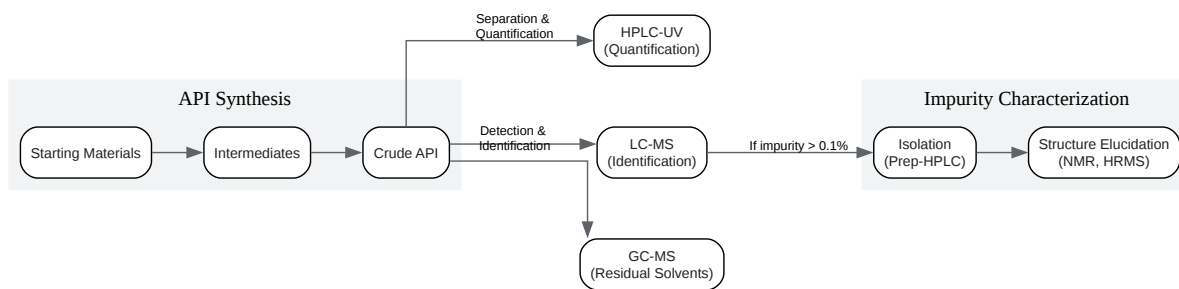 Separation &
Quantification
HPLC-UV
(Quantification)
API Synthesis
Starting Materials
Intermediates
Crude API
Detection &
Identification
LC-MS
(Identification)
If impurity > 0.1%
Impurity Characterization
Isolation
(Prep-HPLC)
Structure Elucidation
(NMR, HRMS)
GC-MS
(Residual Solvents)